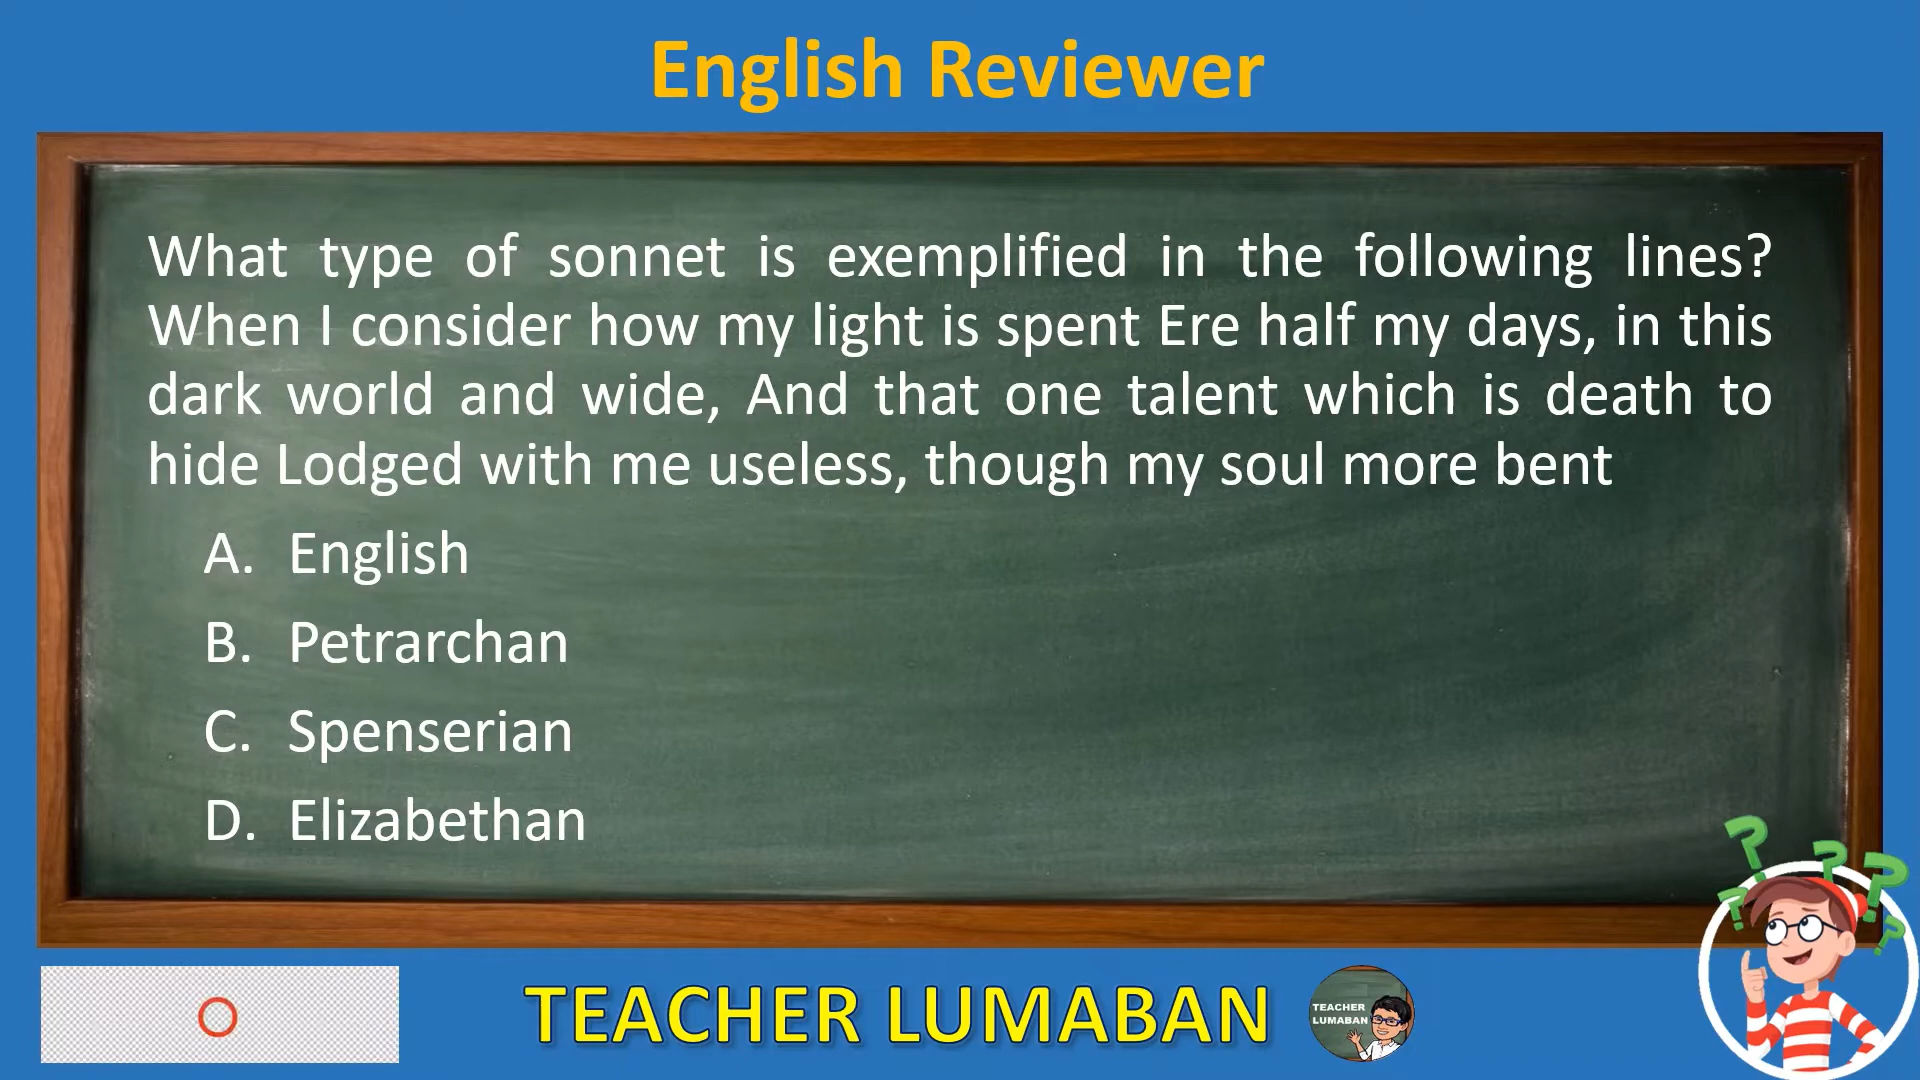 English Reviewer
What type of sonnet is exemplified in the following lines?
When I consider how my light is spent Ere half my days, in this
dark world and wide, And that one talent which is death to
hide Lodged with me useless, though my soul more bent
A. English
B. Petrarchan
C. Spenserian
D. Elizabethan
TEACHER LUMABAN
TEACHER
LUMABAN